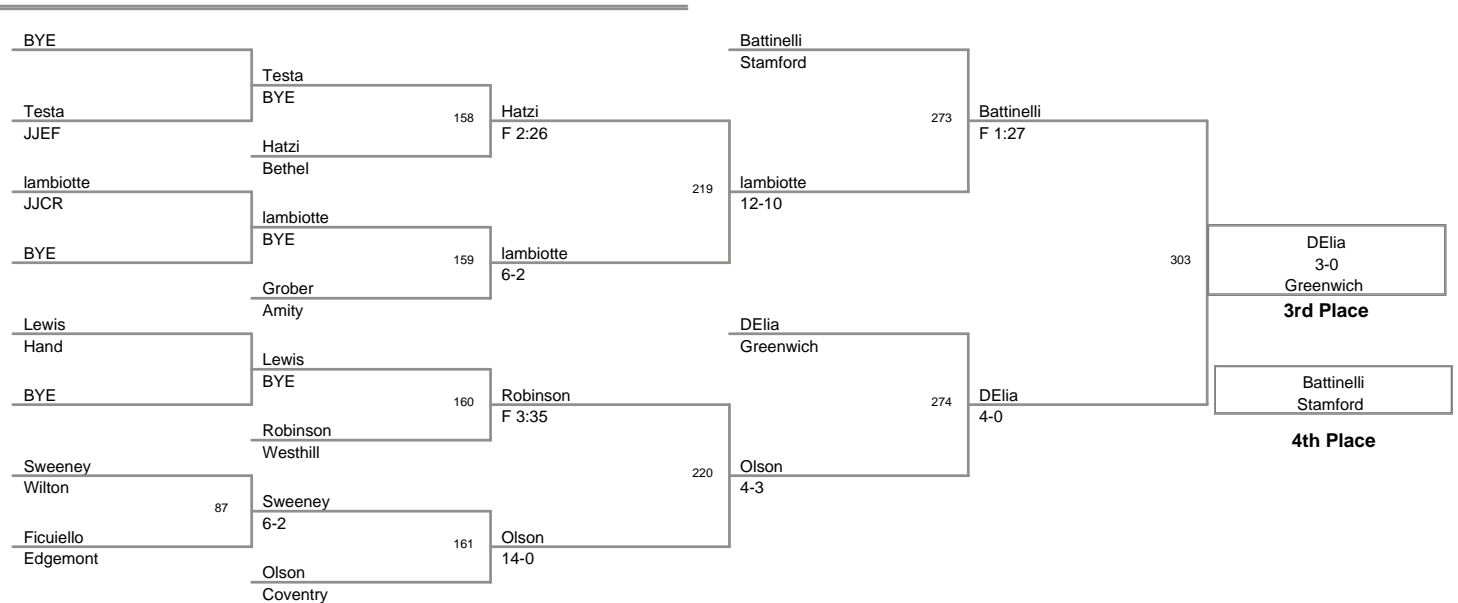 BYE
Testa
JJEF
lambiotte
JJCR
BYE
Lewis
Hand
BYE
Sweeney
Wilton
87
Ficuiello
Edgemont
Testa
BYE
158
Hatzi
Bethel
lambiotte
BYE
159
Grober
Amity
Lewis
BYE
160
Robinson
Westhill
Sweeney
6-2
161
Olson
Coventry
Hatzi
F 2:26
219
lambiotte
6-2
Robinson
F 3:35
220
Olson
14-0
Battinelli
Stamford
273
lambiotte
12-10
DElia
Greenwich
274
Olson
4-3
Battinelli
F 1:27
303
DElia
4-0
DElia
3-0
Greenwich
3rd Place
Battinelli
Stamford
4th Place